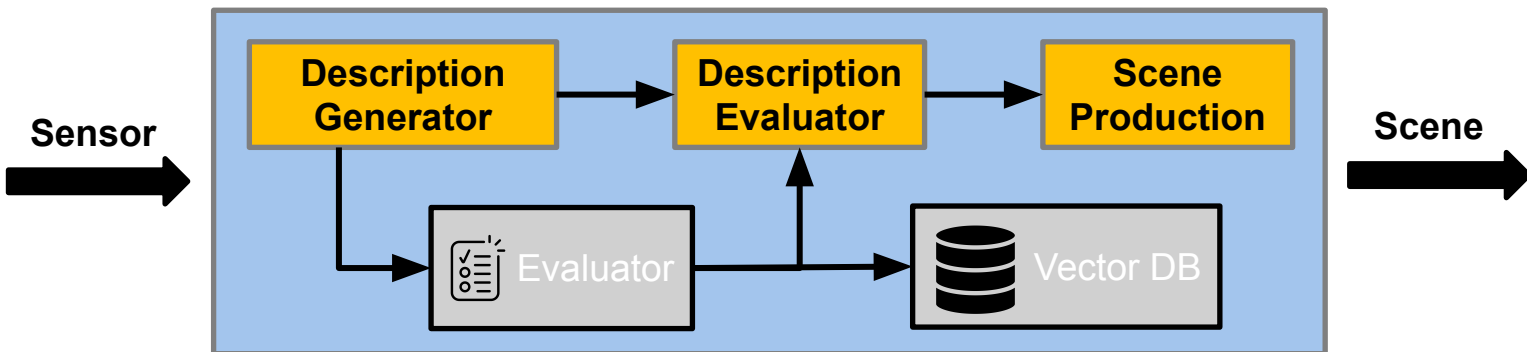 Sensor
Description
Generator
Description
Evaluator
Scene
Production
Scene
Evaluator
Vector DB